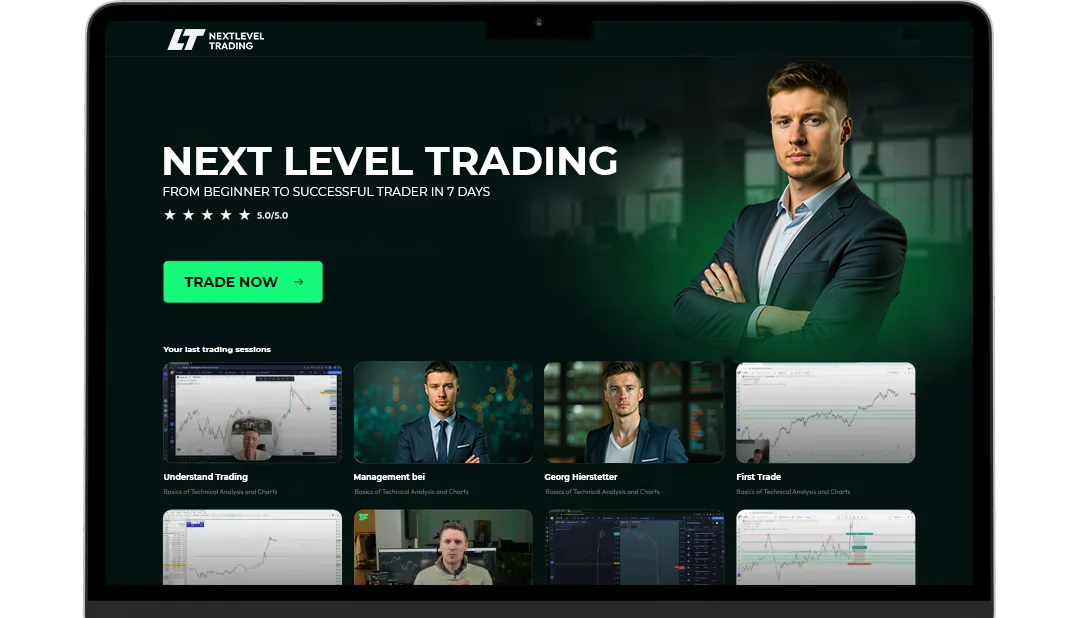 LT NEXTLEVEL
TRADING
NEXT LEVEL TRADING
FROM BEGINNER TO SUCCESSFUL TRADER IN 7 DAYS
5.0/5.0
TRADE NOW →
Your last trading sessions
Understand Trading
Basics of Technical Analysis and Charts
Management bei
Basics of Technical Analysis and Charts
Georg Hierstetter
Basics of Technical Analysis and Charts
First Trade
Basics of Technical Analysis and Charts